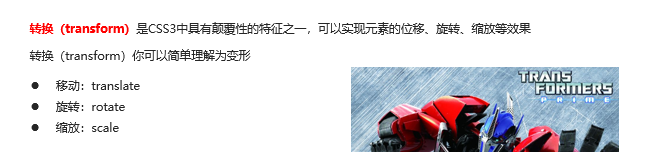 转换（transform）是CSS3中具有颠覆性的特征之一，可以实现元素的位移、旋转、缩放等效果
转换（transform）你可以简单理解为变形
● 移动：translate
● 旋转：rotate
● 缩放：scale
TRANS
FORMERS
PRIME